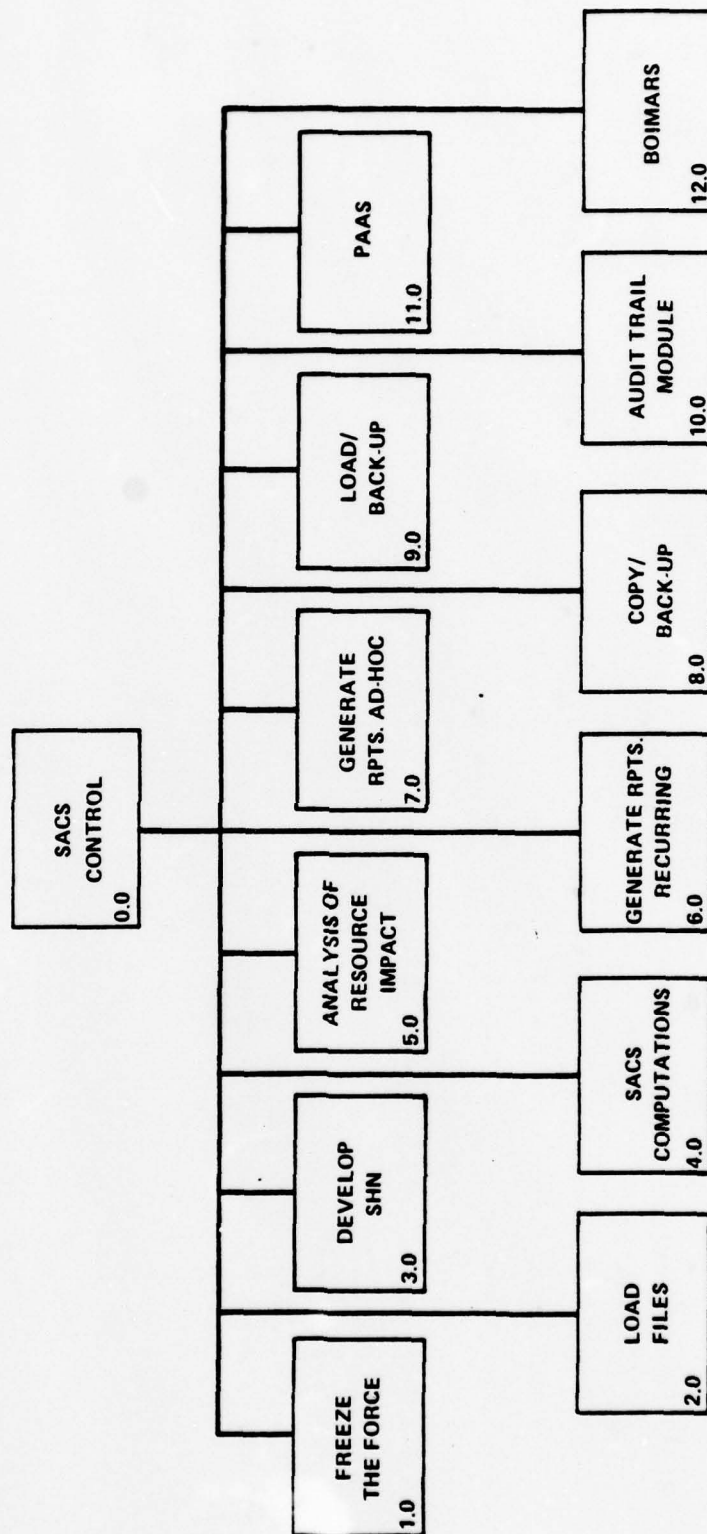 SACS
CONTROL
0.0
FREEZE
THE FORCE
1.0
LOAD
FILES
2.0
DEVELOP
SHN
3.0
SACS
COMPUTATIONS
4.0
ANALYSIS OF
RESOURCE
IMPACT
5.0
GENERATE RPTS.
RECURRING
6.0
GENERATE
RPTS. AD-HOC
7.0
COPY/
BACK-UP
8.0
LOAD/
BACK-UP
9.0
AUDIT TRAIL
MODULE
10.0
PAAS
11.0
BOIMARS
12.0